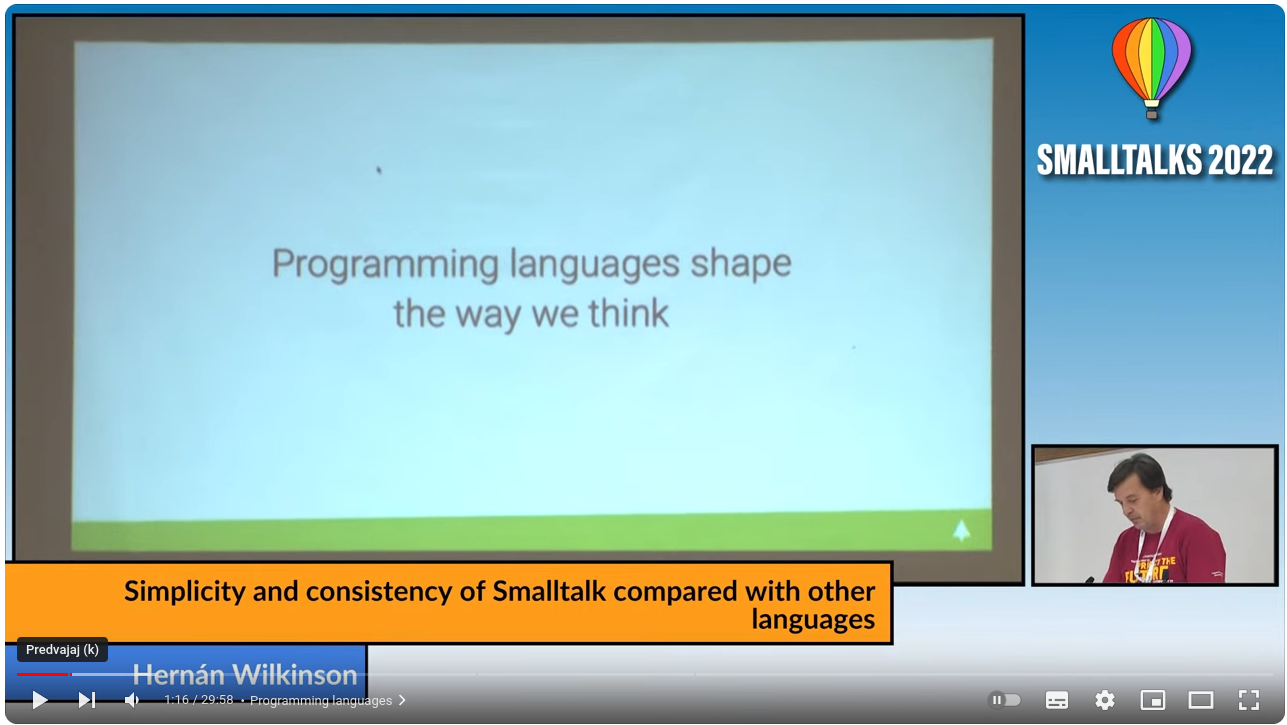 Programming languages shape
the way we think
SMALLTALKS 2022
Simplicity and consistency of Smalltalk compared with other
languages
Predvajaj (k)
Hernán Wilkinson
1:16 / 29:58 • Programming languages